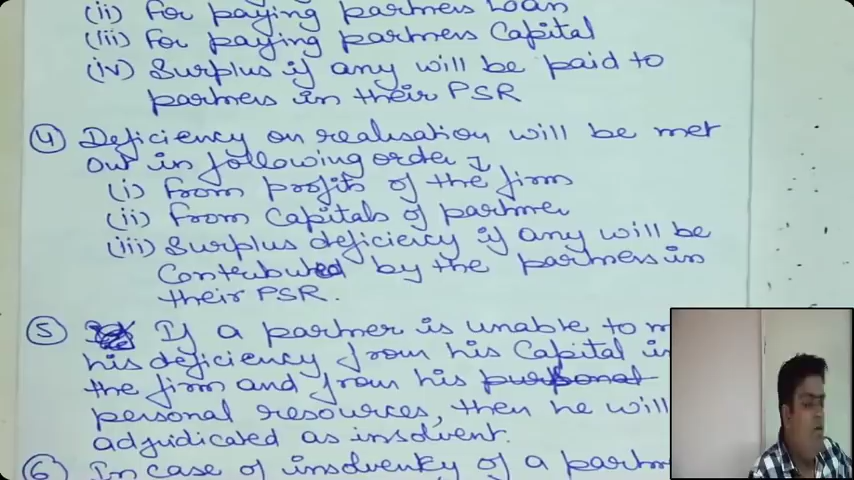 (ii) For paying partners Loan
(iii) For paying partners Capital
(iv) Surplus if any will be paid to
partners in their PSR
(4) Deficiency on realisation will be met
out in following order ↓
(i) From profits of the firm
(ii) From Capitals of partner
(iii) Surplus deficiency if any will be
Contributed by the partners in
their PSR.
(5) If a partner is unable to m
his deficiency from his Capital in
the firm and from his
personal resources, then he will
adjudicated as insolvent.
(6) In case of insolvency of a partn